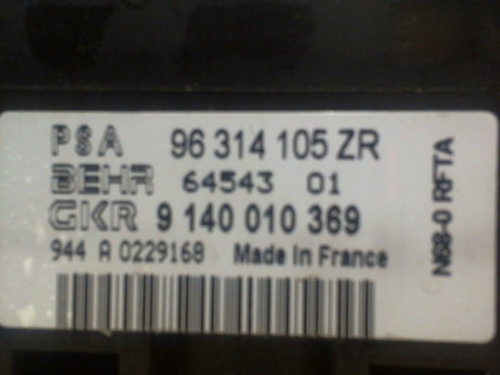 PSA 96 314 105 ZR
BEHR 64543 01
GKR 9 140 010 369
944 A 0229168 Made In France
N68-0 RFTA